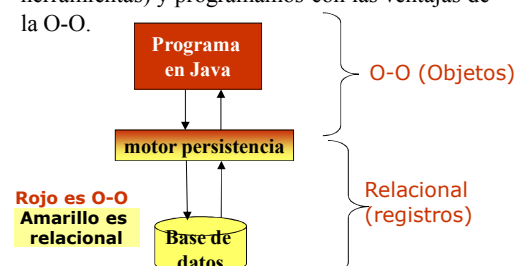 herramientas) y programamos con las ventajas de
la O-O.
Programa
en Java
O-O (Objetos)
motor persistencia
Rojo es O-O
Amarillo es
relacional
Relacional
(registros)
Base de
datos